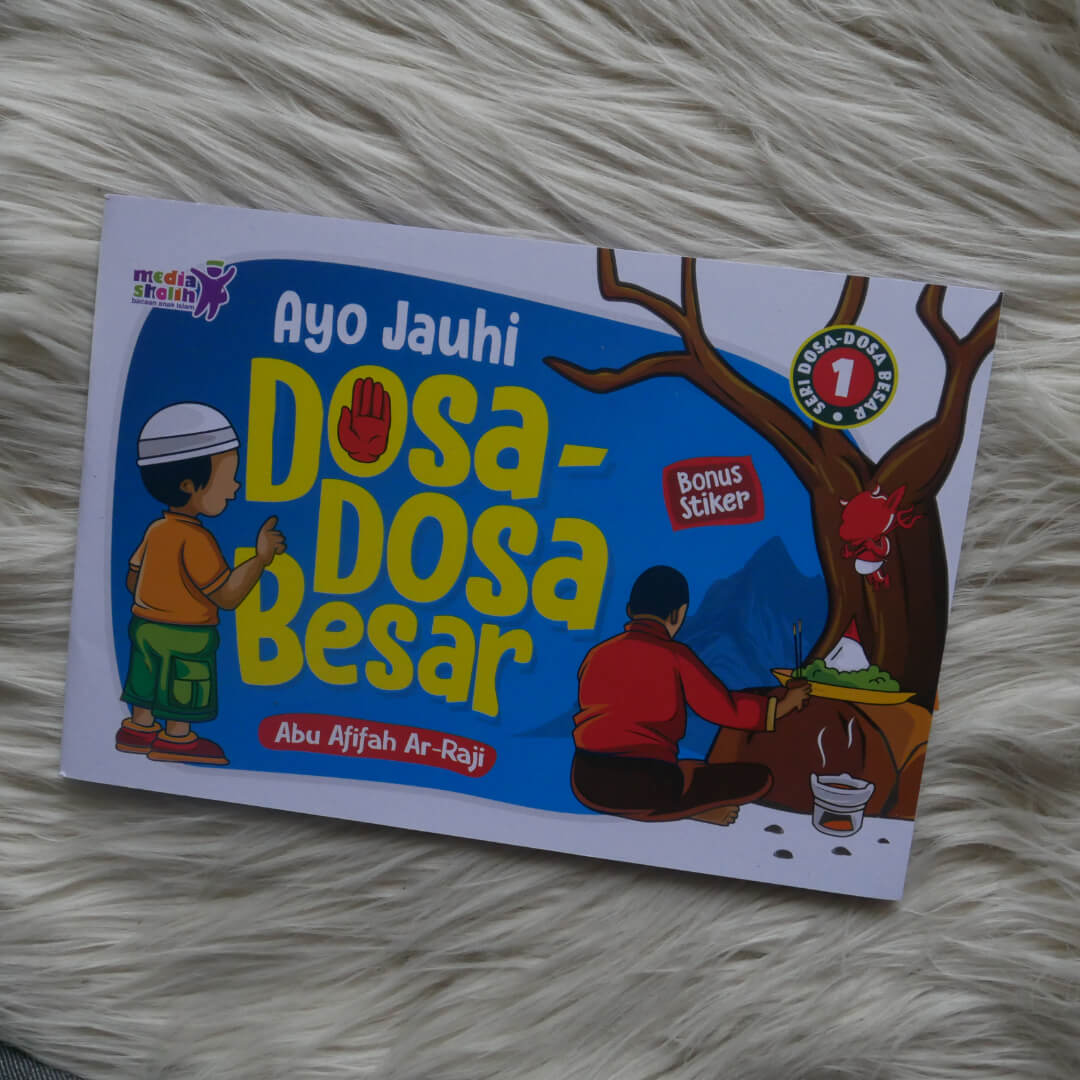 media
shalih
bacaan anak islam
Ayo Jauhi
Dosa-
Dosa
Besar
Abu Afifah Ar-Raji
Bonus
Stiker
SERI DOSA-DOSA BESAR
1